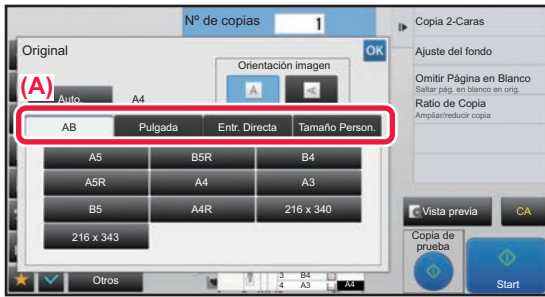 Nº de copias 1
Copia 2-Caras
Original
OK
Ajuste del fondo
Orientación imagen
Omitir Página en Blanco
Saltar pág. en blanco en orig.
(A)
Auto. A4
A
A
Ratio de Copia
Ampliar/reducir copia
AB Pulgada Entr. Directa Tamaño Person.
A5 B5R B4
A5R A4 A3
B5 A4R 216 x 340
Vista previa
CA
216 x 343
Copia de
prueba
Otros
3 B4
4 A3 A4
Start